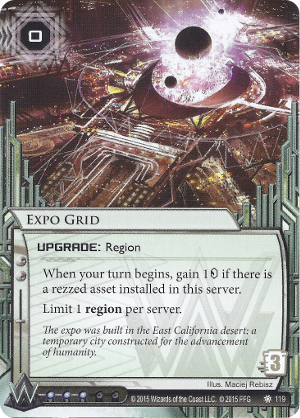 0
EXPO GRID
UPGRADE: Region
When your turn begins, gain 1 if there is
a rezzed asset installed in this server.
Limit 1 region per server.
The expo was built in the East California desert; a
temporary city constructed for the advancement
of humanity.
3
Illus. Maciej Rebisz
© 2015 Wizards of the Coast LLC. © 2015 FFG 119